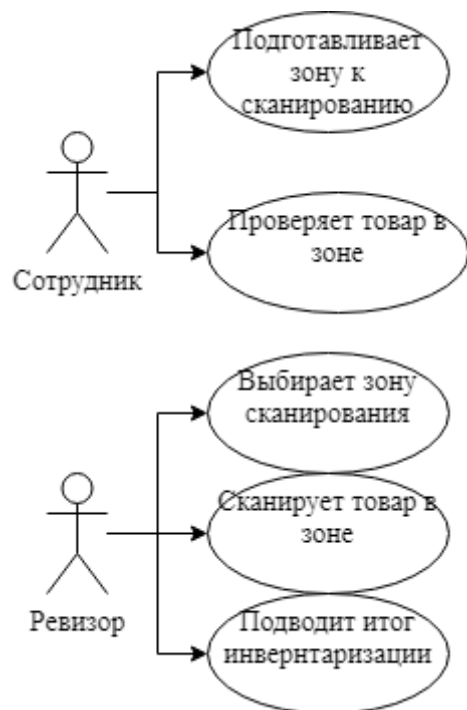 Подготавливает
зону к
сканированию
Проверяет товар в
зоне
Сотрудник
Выбирает зону
сканирования
Сканирует товар в
зоне
Ревизор
Подводит итог
инвернтаризации